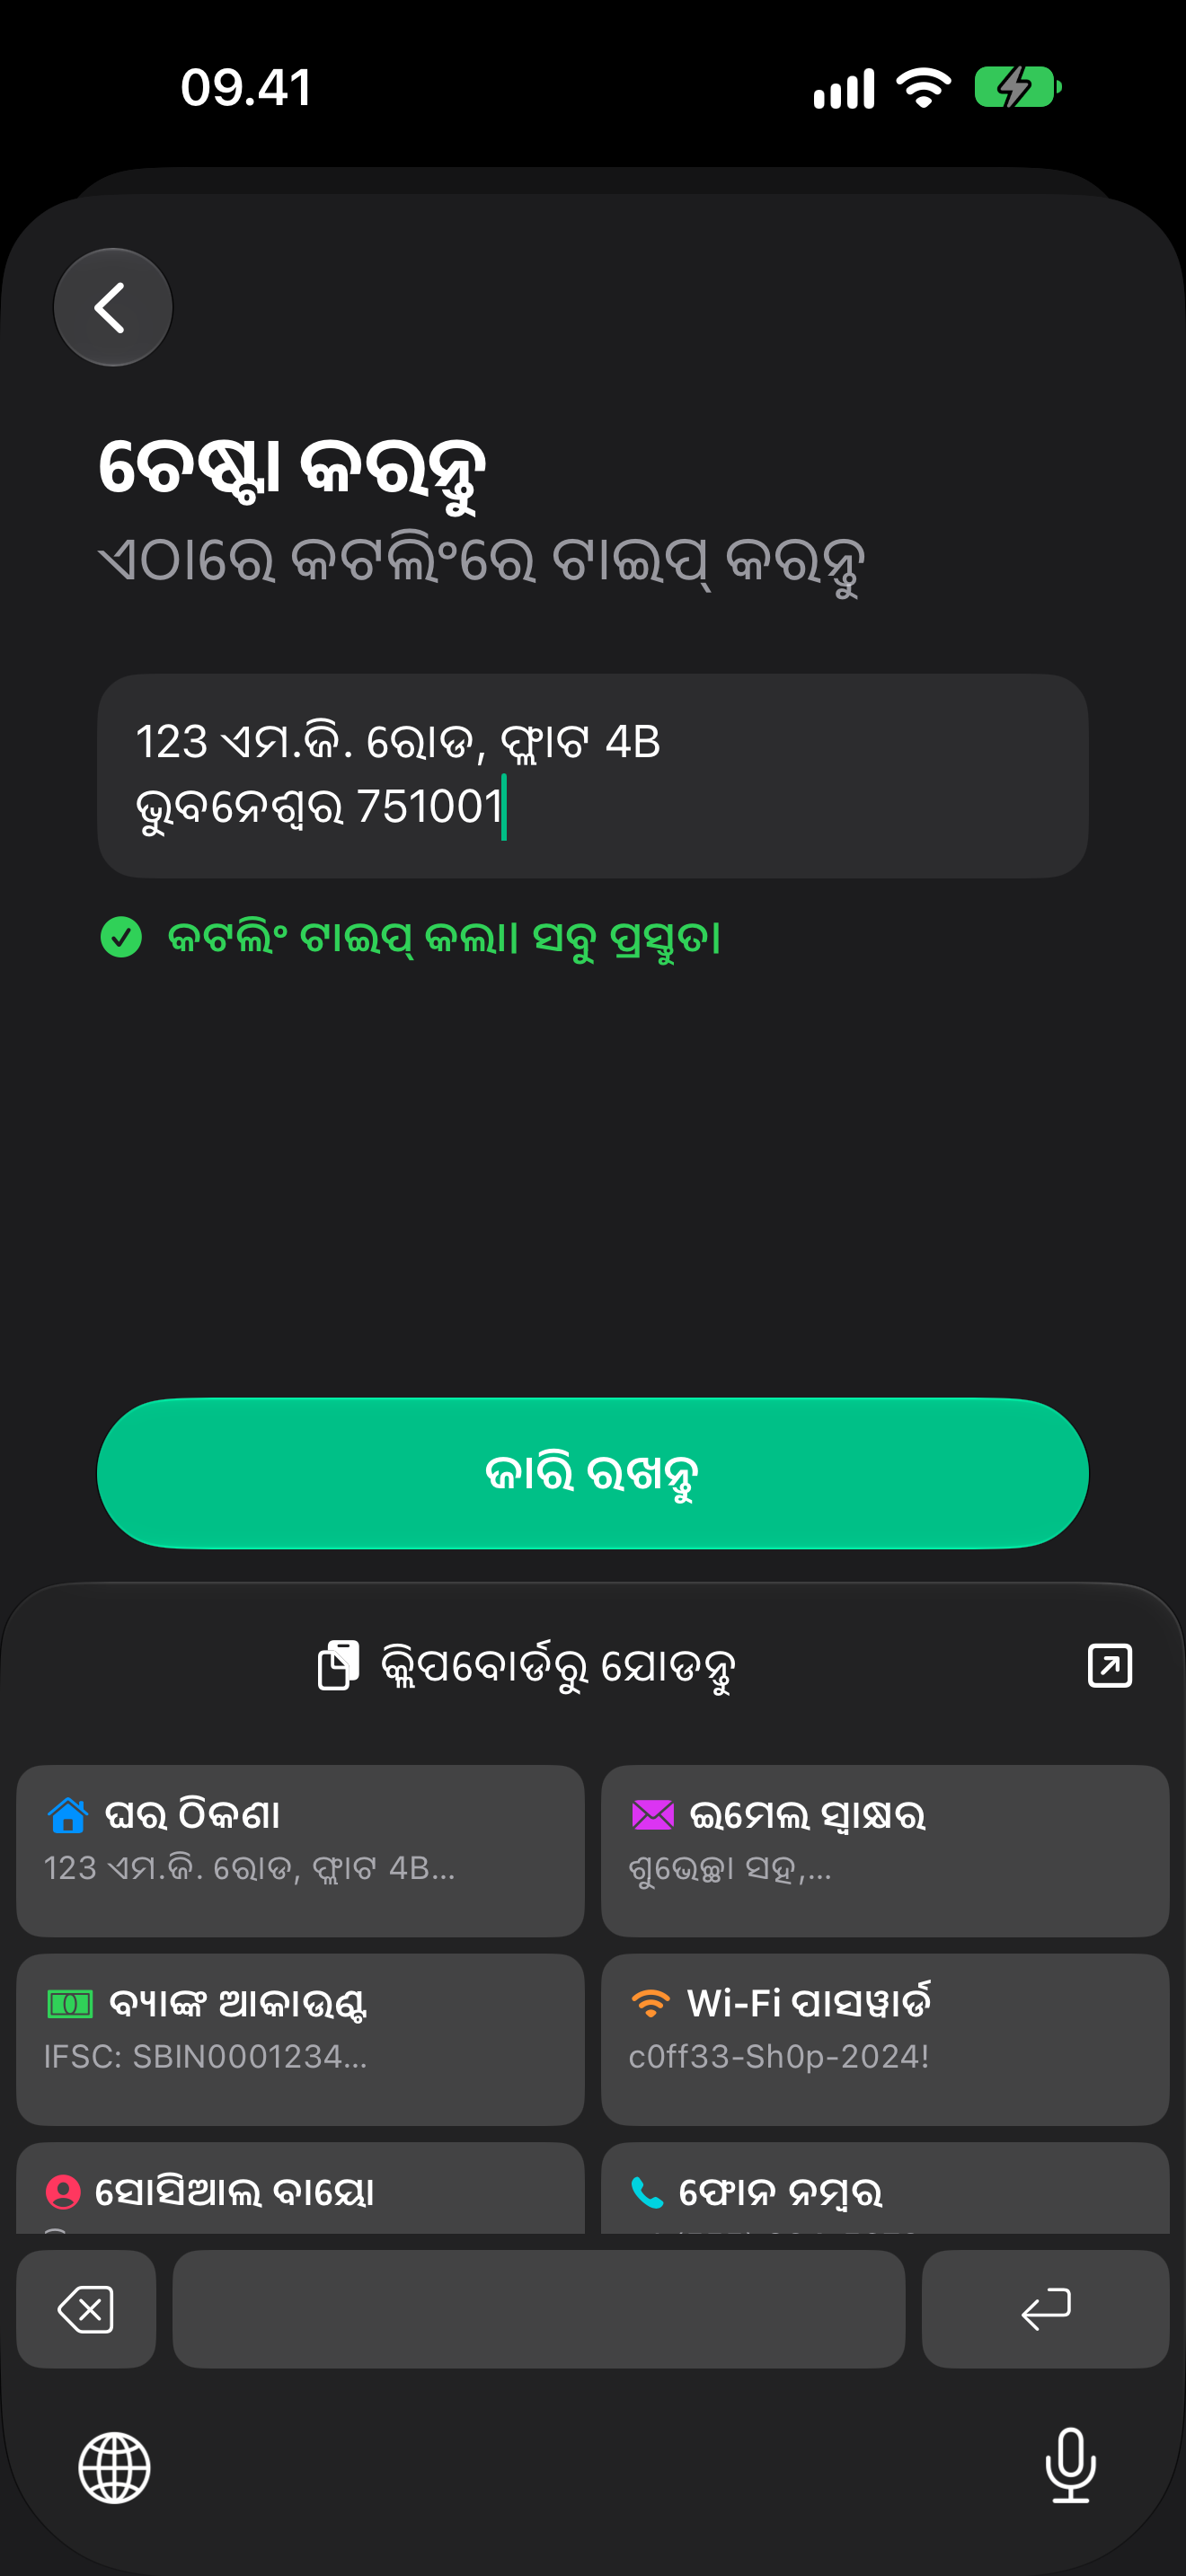 09.41
ଚେଷ୍ଟା କରନ୍ତୁ
ଏଠାରେ କଟଲିଂରେ ଟାଇପ୍ କରନ୍ତୁ
123 ଏମ.ଜି. ରୋଡ, ଫ୍ଲାଟ 4B
ଭୁବନେଶ୍ୱର 751001
କଟଲିଂ ଟାଇପ୍ କଲା। ସବୁ ପ୍ରସ୍ତୁତ।
ଜାରି ରଖନ୍ତୁ
କ୍ଲିପବୋର୍ଡରୁ ଯୋଡନ୍ତୁ
ଘର ଠିକଣା
123 ଏମ.ଜି. ରୋଡ, ଫ୍ଲାଟ 4B...
ଇମେଲ ସ୍ୱାକ୍ଷର
ଶୁଭେଚ୍ଛା ସହ,...
ବ୍ୟାଙ୍କ ଆକାଉଣ୍ଟ
IFSC: SBIN0001234...
Wi-Fi ପାସୱାର୍ଡ
c0ff33-Sh0p-2024!
ସୋସିଆଲ ବାୟୋ
ଫୋନ ନମ୍ବର